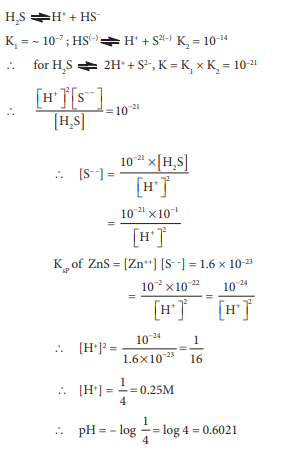 H₂S ⇌ H⁺ + HS⁻
K₁ = ~ 10⁻⁷ ; HS⁽⁻⁾ ⇌ H⁺ + S²⁽⁻⁾ K₂ = 10⁻¹⁴
∴ for H₂S ⇌ 2H⁺ + S²⁻, K = K₁ × K₂ = 10⁻²¹
∴ [H⁺]²[S⁻⁻] / [H₂S] = 10⁻²¹
∴ [S⁻⁻] = 10⁻²¹ × [H₂S] / [H⁺]²
= 10⁻²¹ × 10⁻¹ / [H⁺]²
Kₛₚ of ZnS = [Zn⁺⁺] [S⁻⁻] = 1.6 × 10⁻²³
= 10⁻² × 10⁻²² / [H⁺]² = 10⁻²⁴ / [H⁺]²
∴ [H⁺]² = 10⁻²⁴ / 1.6×10⁻²³ = 1 / 16
∴ [H⁺] = 1 / 4 = 0.25M
∴ pH = – log 1 / 4 = log 4 = 0.6021